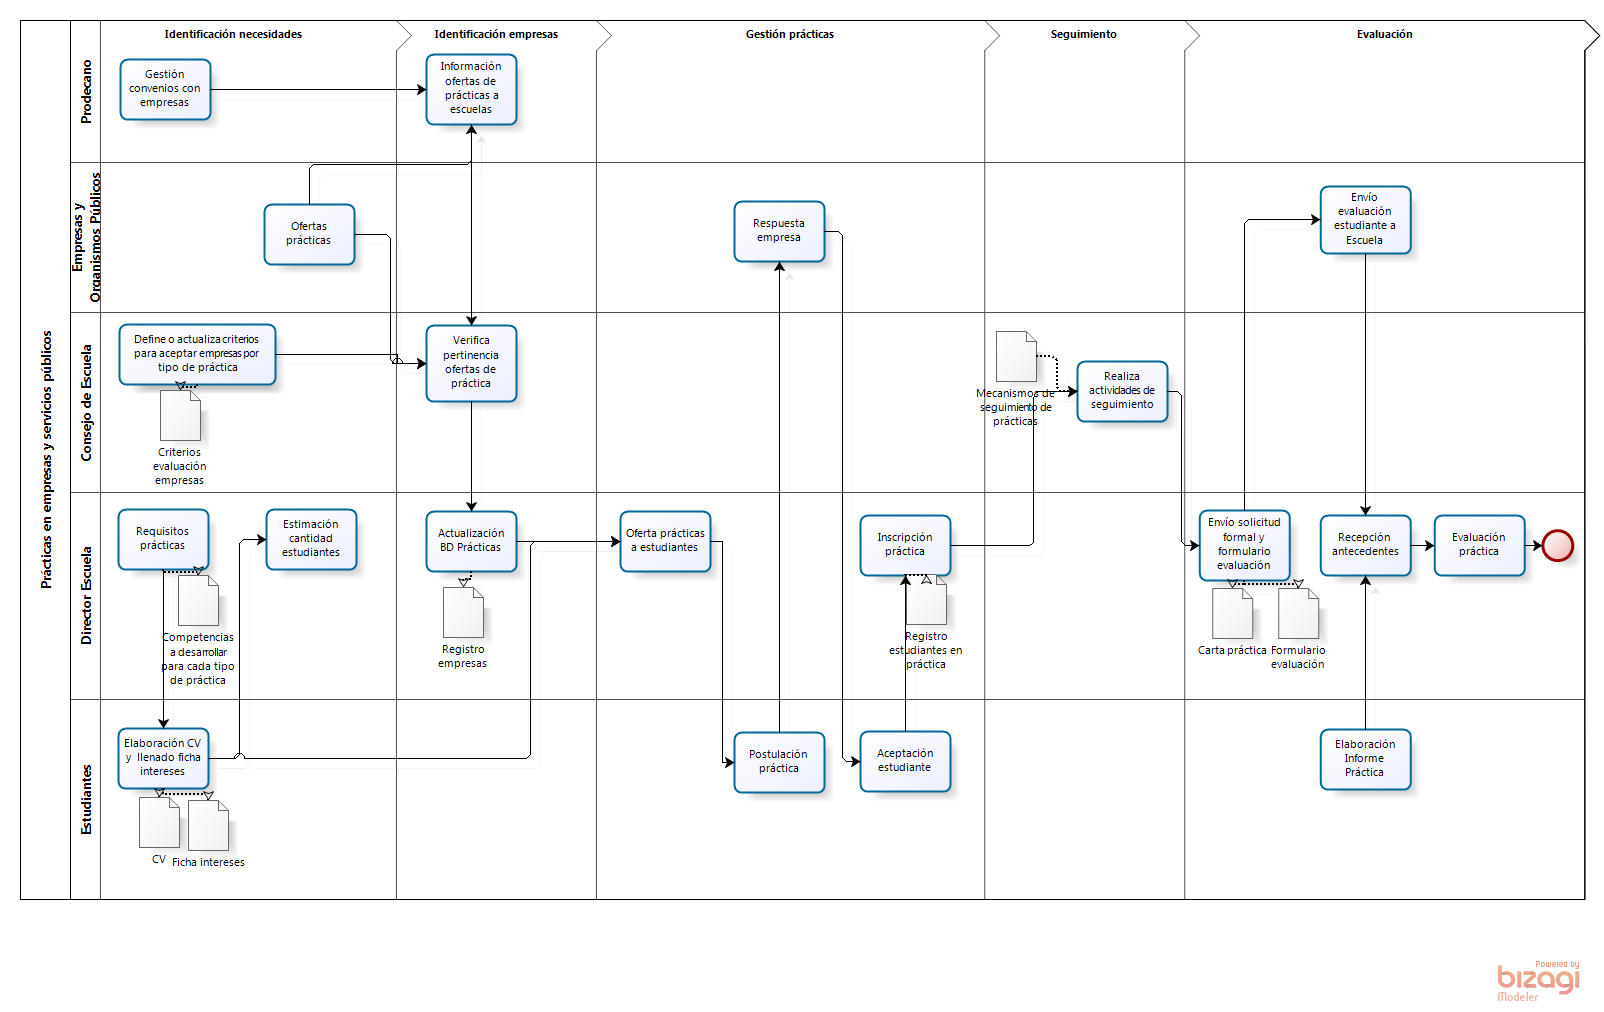 Identificación necesidades
Identificación empresas
Gestión prácticas
Seguimiento
Evaluación
Prácticas en empresas y servicios públicos
Prodecano
Gestión
convenios con
empresas
Información
ofertas de
prácticas a
escuelas
Empresas y
Organismos Públicos
Ofertas
prácticas
Respuesta
empresa
Envío
evaluación
estudiante a
Escuela
Consejo de Escuela
Define o actualiza criterios
para aceptar empresas por
tipo de práctica
Criterios
evaluación
empresas
Verifica
pertinencia
ofertas de
práctica
Mecanismos de
seguimiento de
prácticas
Realiza
actividades de
seguimiento
Director Escuela
Requisitos
prácticas
Competencias
a desarrollar
para cada tipo
de práctica
Estimación
cantidad
estudiantes
Actualización
BD Prácticas
Registro
empresas
Oferta prácticas
a estudiantes
Inscripción
práctica
Registro
estudiantes en
práctica
Envío solicitud
formal y
formulario
evaluación
Carta práctica
Formulario
evaluación
Recepción
antecedentes
Evaluación
práctica
Estudiantes
Elaboración CV
y llenado ficha
intereses
CV
Ficha intereses
Postulación
práctica
Aceptación
estudiante
Elaboración
Informe
Práctica
Powered by
bizagi
Modeler